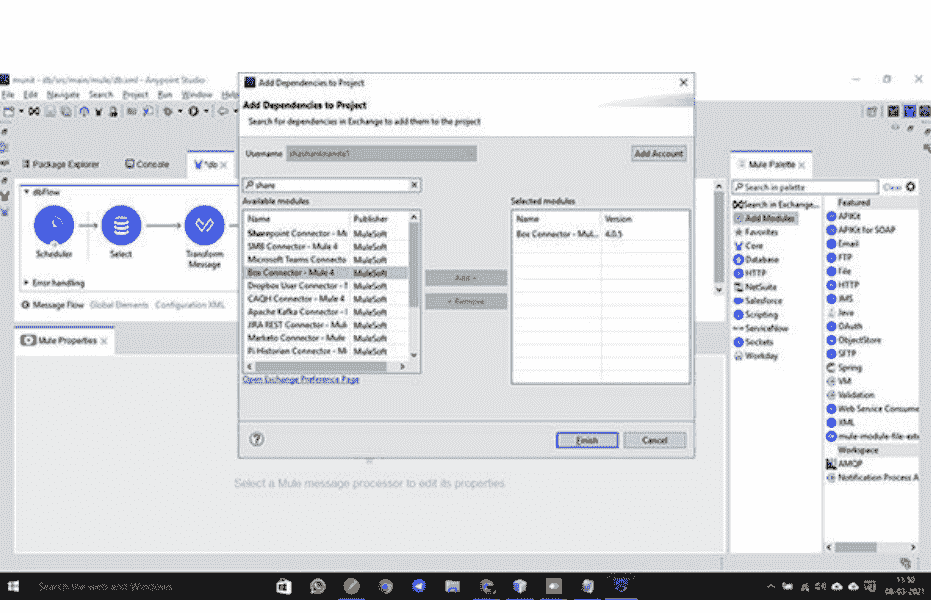 munit - db/src/main/mule/db.xml - Anypoint Studio
File Edit Navigate Search Project Run Window Help
Package Explorer
Console
*db
dbFlow
Scheduler
Select
Transform Message
Error handling
Message Flow Global Elements Configuration XML
Mule Properties
Select a Mule message processor to edit its properties
Add Dependencies to Project
Add Dependencies to Project
Search for dependencies in Exchange to add them to the project
Username
Add Account
share
Available modules
Name Publisher
Sharepoint Connector - Mu MuleSoft
SMB Connector - Mule 4 MuleSoft
Microsoft Teams Connecto MuleSoft
Box Connector - Mule 4 MuleSoft
Dropbox User Connector - MuleSoft
CAQH Connector - Mule 4 MuleSoft
Apache Kafka Connector - MuleSoft
JIRA REST Connector - Mul MuleSoft
Marketo Connector - Mule MuleSoft
Pi Historian Connector - M MuleSoft
Open Exchange Preference Page
Add >
< Remove
Selected modules
Name Version
Box Connector - Mul... 4.0.5
Finish
Cancel
Mule Palette
Search in palette
Clear
Search in Exchange...
Add Modules
Favorites
Core
Database
HTTP
NetSuite
Salesforce
Scripting
ServiceNow
Sockets
Workday
Featured
APIKit
APIKit for SOAP
Email
FTP
File
HTTP
JMS
Java
OAuth
ObjectStore
SFTP
Spring
VM
Validation
Web Service Consume
XML
mule-module-file-ext
Workspace
AMQP
Notification Process A
Search the web and Windows
11:50
08-03-2021